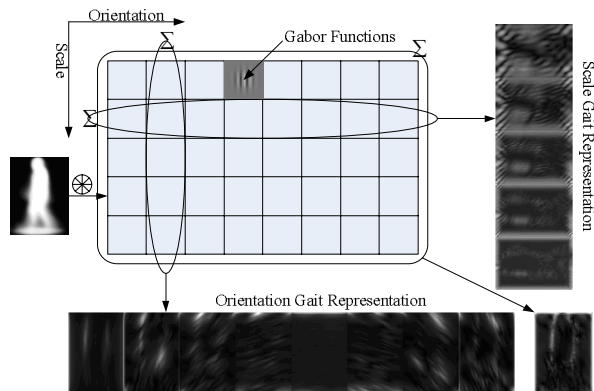 Orientation
Σ
Σ
Gabor Functions
Scale
Σ
Scale Gait Representation
Orientation Gait Representation